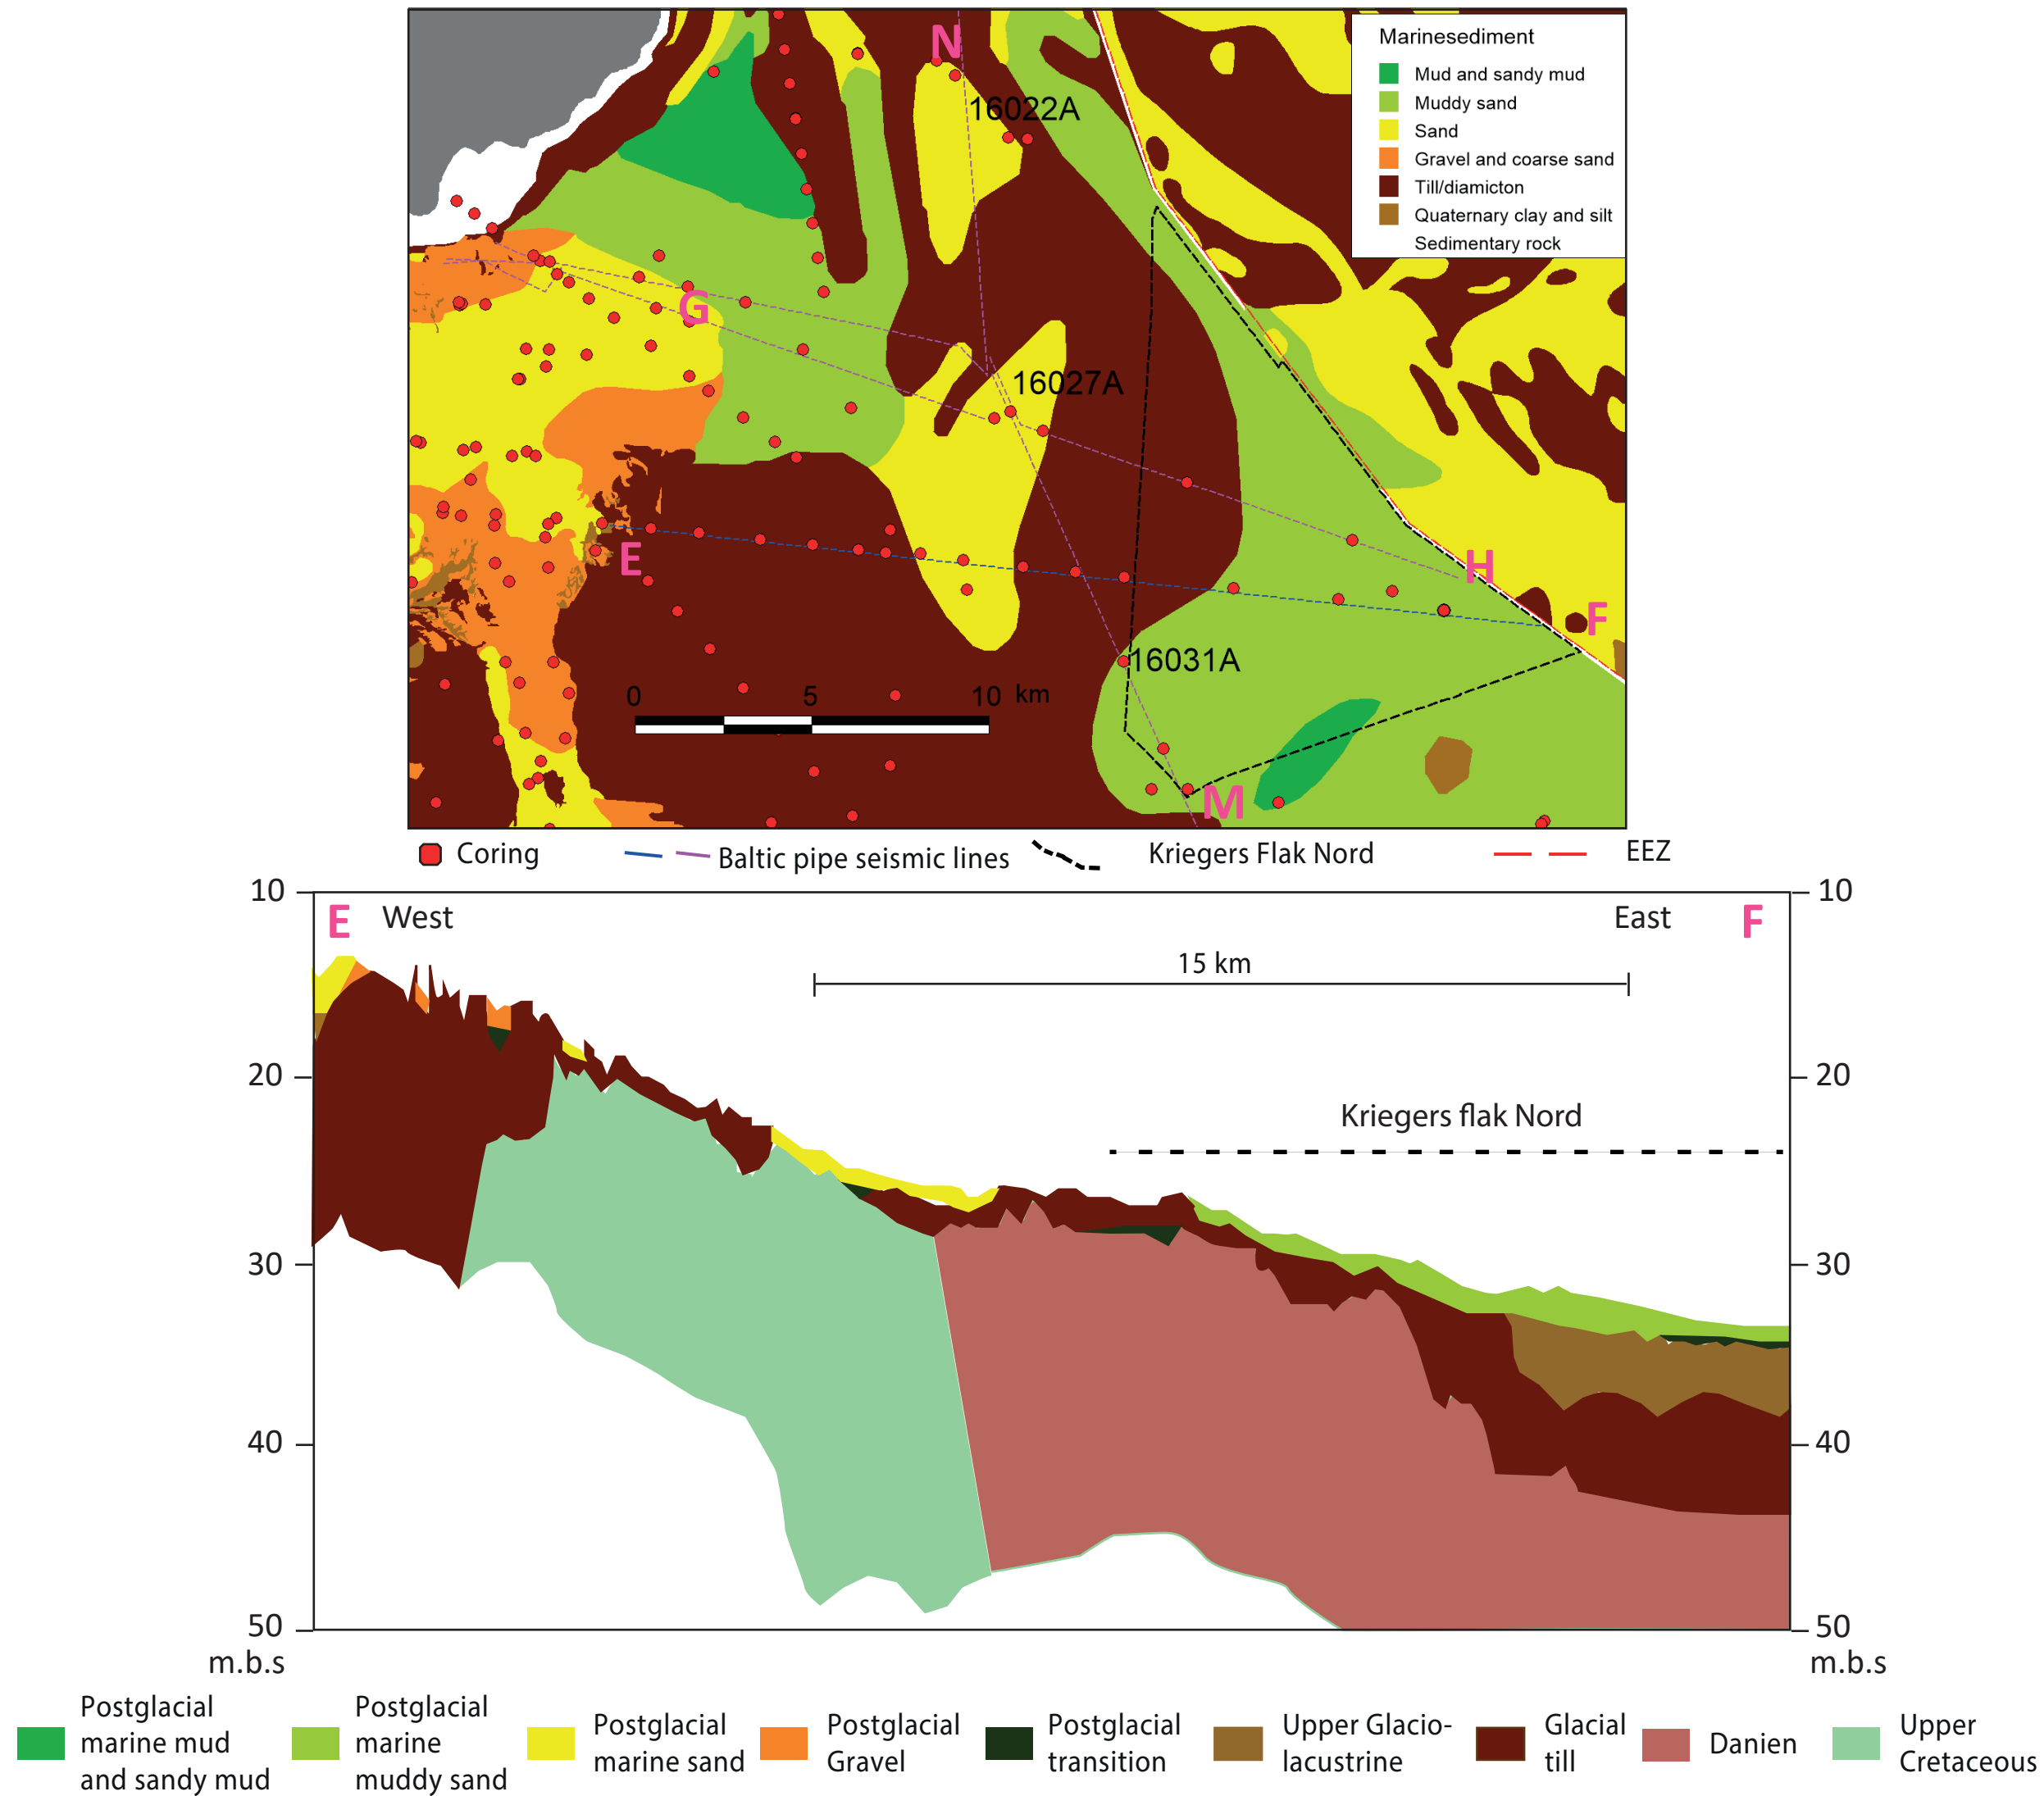 N
Marinesediment
Mud and sandy mud
Muddy sand
Sand
Gravel and coarse sand
Till/diamicton
Quaternary clay and silt
Sedimentary rock
16022A
G
16027A
E
H
F
16031A
0 5 10 km
M
Coring
Baltic pipe seismic lines
Kriegers Flak Nord
EEZ
10 10
E West East F
15 km
20 20
Kriegers flak Nord
30 30
40 40
50 50
m.b.s m.b.s
Postglacial
marine mud
and sandy mud
Postglacial
marine
muddy sand
Postglacial
marine sand
Postglacial
Gravel
Postglacial
transition
Upper Glacio-
lacustrine
Glacial
till
Danien
Upper
Cretaceous